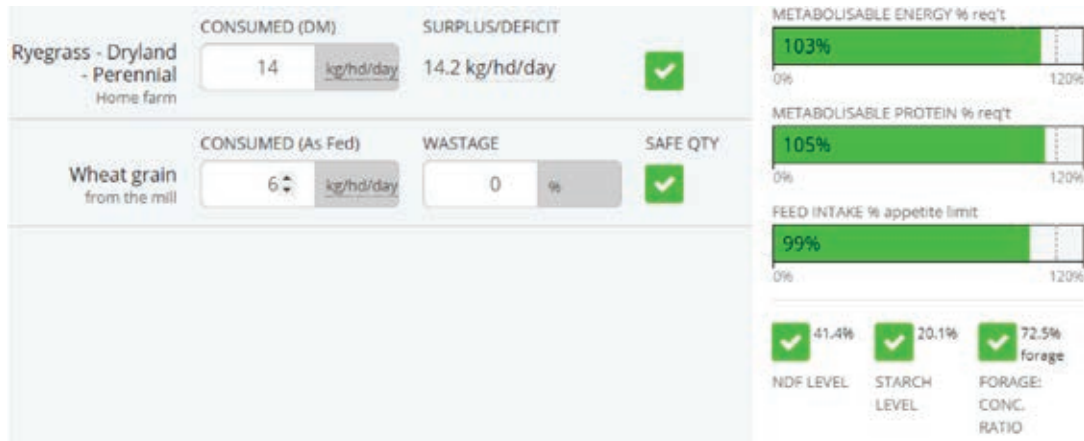 CONSUMED (DM)
SURPLUS/DEFICIT
Ryegrass - Dryland
- Perennial
Home farm
14
kg/hd/day
14.2 kg/hd/day
CONSUMED (As Fed)
WASTAGE
SAFE QTY
Wheat grain
from the mill
6
kg/hd/day
0
%
METABOLISABLE ENERGY % req't
103%
0%
120%
METABOLISABLE PROTEIN % req't
105%
0%
120%
FEED INTAKE % appetite limit
99%
0%
120%
41.4%
NDF LEVEL
20.1%
STARCH
LEVEL
72.5%
forage
FORAGE:
CONC.
RATIO